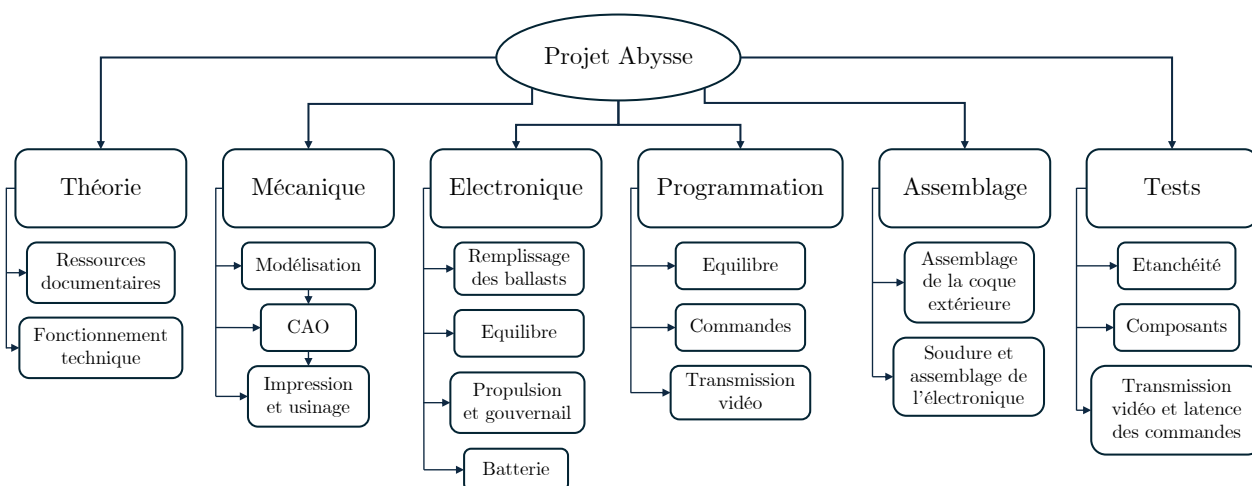 Projet Abysse
Théorie
Mécanique
Electronique
Programmation
Assemblage
Tests
Ressources
documentaires
Fonctionnement
technique
Modélisation
CAO
Impression
et usinage
Remplissage
des ballasts
Equilibre
Propulsion
et gouvernail
Batterie
Equilibre
Commandes
Transmission
vidéo
Assemblage
de la coque
extérieure
Soudure et
assemblage de
l'électronique
Etanchéité
Composants
Transmission
vidéo et latence
des commandes